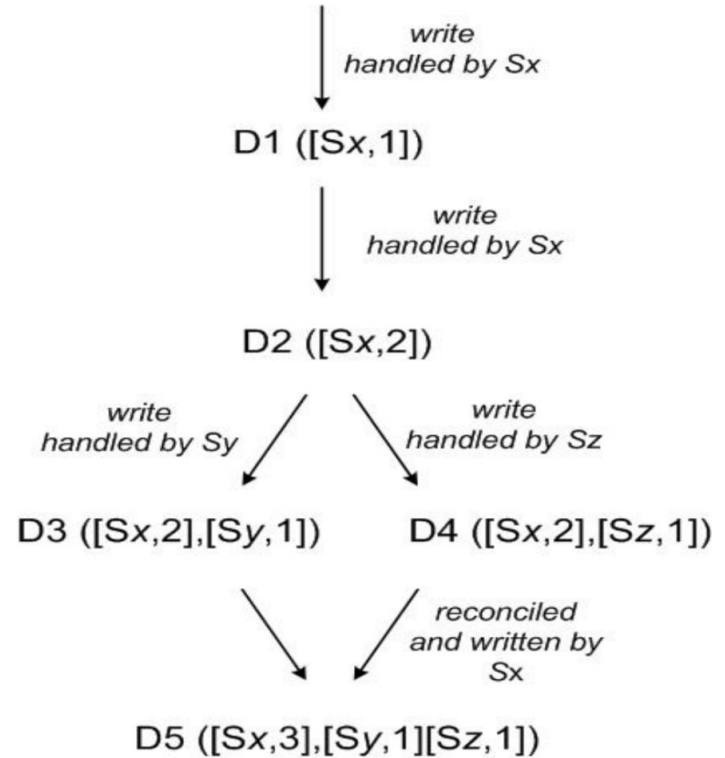 write
handled by Sx
D1 ([Sx,1])
write
handled by Sx
D2 ([Sx,2])
write
handled by Sy
write
handled by Sz
D3 ([Sx,2],[Sy,1])
D4 ([Sx,2],[Sz,1])
reconciled
and written by
Sx
D5 ([Sx,3],[Sy,1][Sz,1])